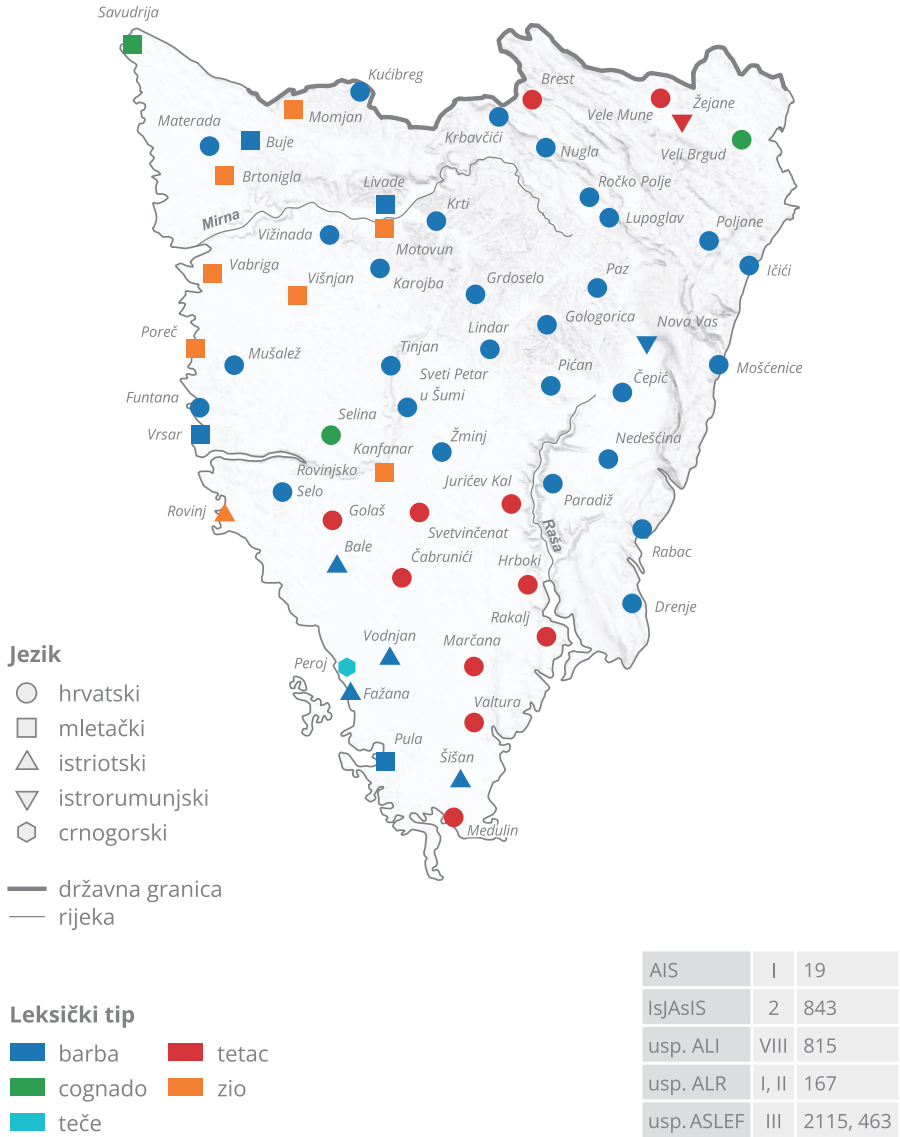 Savudrija
Kućibreg
Brest
Momjan
Vele Mune
Žejane
Materada
Buje
Krbavčići
Nugla
Veli Brgud
Brtonigla
Livade
Ročko Polje
Mirna
Krti
Lupoglav
Poljane
Vižinada
Motovun
Vabriga
Višnjan
Karojba
Grdoselo
Paz
Ičići
Poreč
Lindar
Gologorica
Nova Vas
Mušalež
Tinjan
Pićan
Mošćenice
Sveti Petar
u Šumi
Čepić
Funtana
Selina
Vrsar
Kanfanar
Žminj
Nedešćina
Rovinjsko
Selo
Jurićev Kal
Paradiž
Rovinj
Golaš
Svetvinčenat
Raša
Rabac
Bale
Čabrunići
Hrboki
Drenje
Rakalj
Vodnjan
Marčana
Peroj
Fažana
Valtura
Pula
Šišan
Medulin
Jezik
hrvatski
mletački
istriotski
istrorumunjski
crnogorski
državna granica
rijeka
Leksički tip
barba
tetac
cognado
zio
teče
AIS I 19
IsJAsIS 2 843
usp. ALI VIII 815
usp. ALR I, II 167
usp. ASLEF III 2115, 463